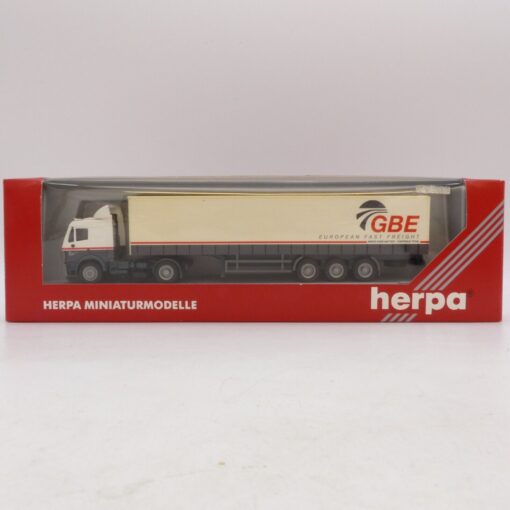 GBE
EUROPEAN FAST FREIGHT
HERPA MINIATURMODELLE
herpa